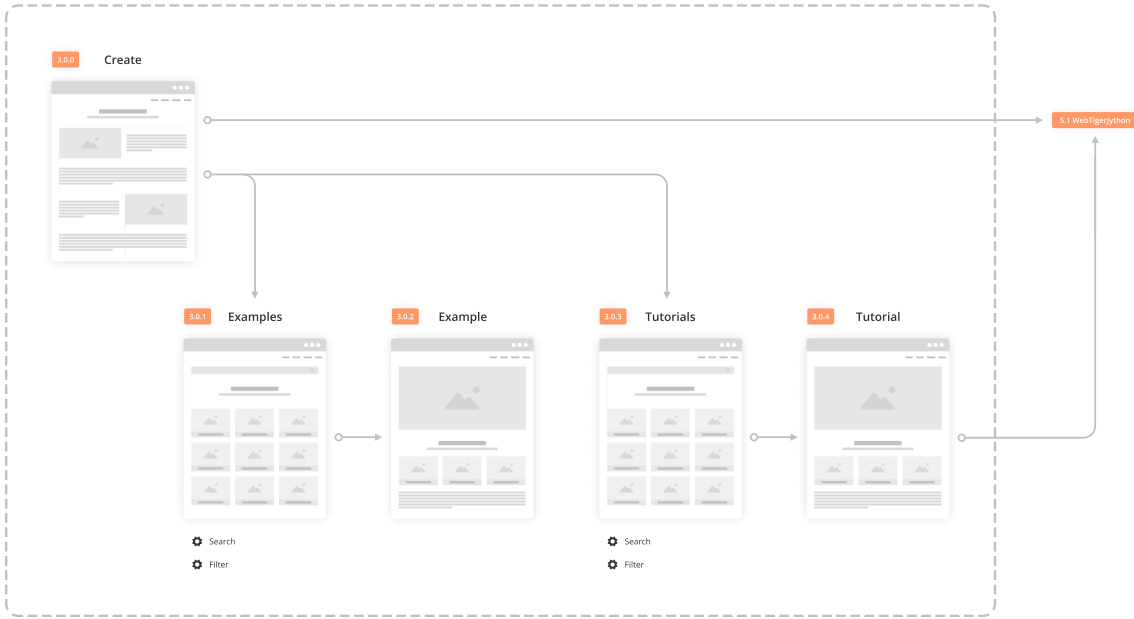 3.0.0 Create
5.1 WebTigerJython
3.0.1 Examples
3.0.2 Example
3.0.3 Tutorials
3.0.4 Tutorial
Search
Filter
Search
Filter